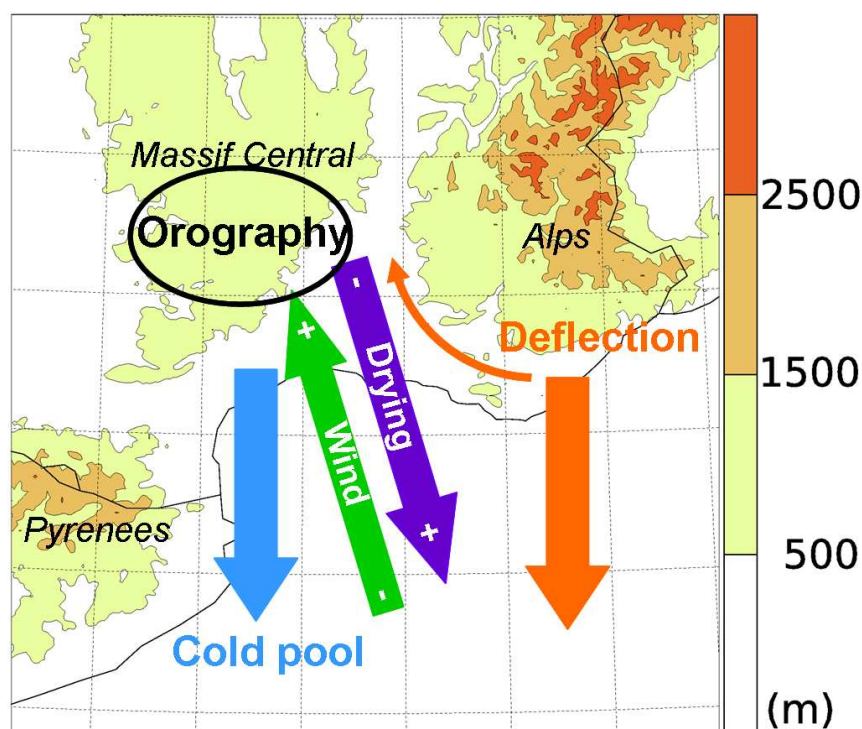 Massif Central
Orography
Alps
Deflection
Drying
-
+
Wind
+
-
Pyrenees
Cold pool
2500
1500
500
(m)